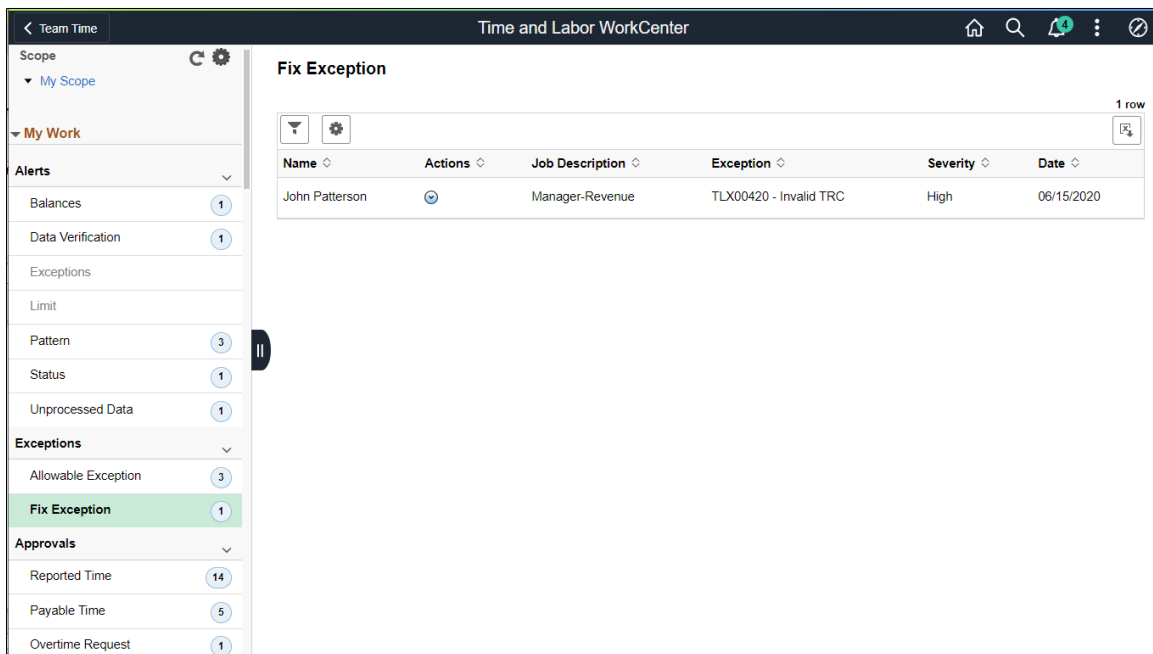 Team Time
Time and Labor WorkCenter
4
Scope
My Scope
My Work
Alerts
Balances 1
Data Verification 1
Exceptions
Limit
Pattern 3
Status 1
Unprocessed Data 1
Exceptions
Allowable Exception 3
Fix Exception 1
Approvals
Reported Time 14
Payable Time 5
Overtime Request 1
Fix Exception
1 row
Name Actions Job Description Exception Severity Date
John Patterson Manager-Revenue TLX00420 - Invalid TRC High 06/15/2020